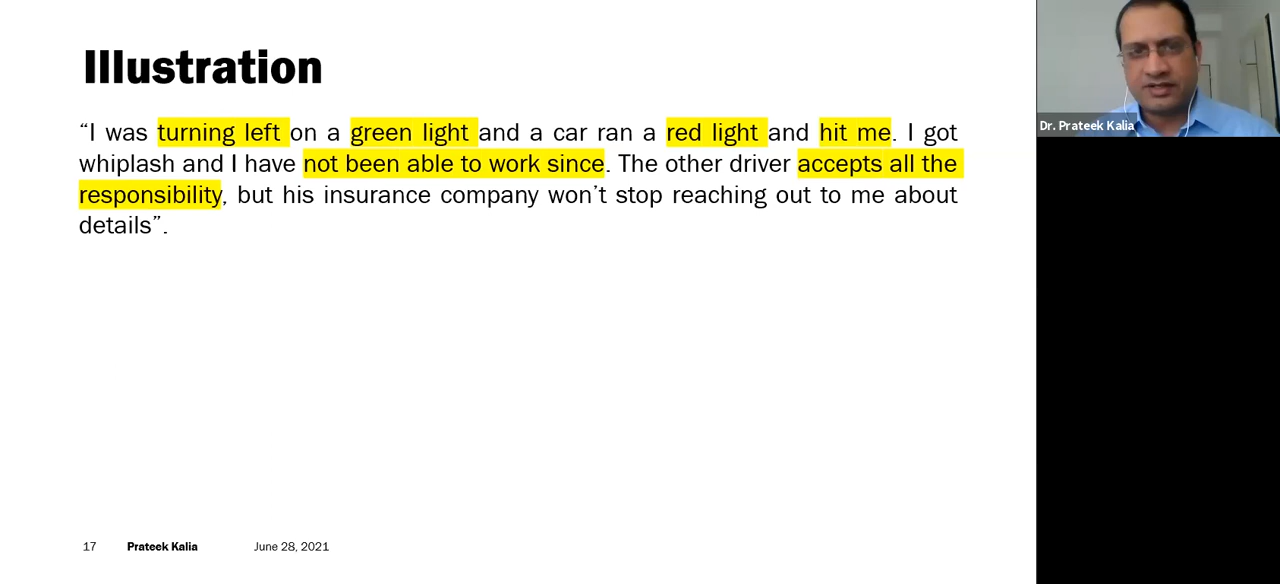 Illustration
“I was turning left on a green light and a car ran a red light and hit me. I got
whiplash and I have not been able to work since. The other driver accepts all the
responsibility, but his insurance company won’t stop reaching out to me about
details”.
17 Prateek Kalia June 28, 2021
Dr. Prateek Kalia